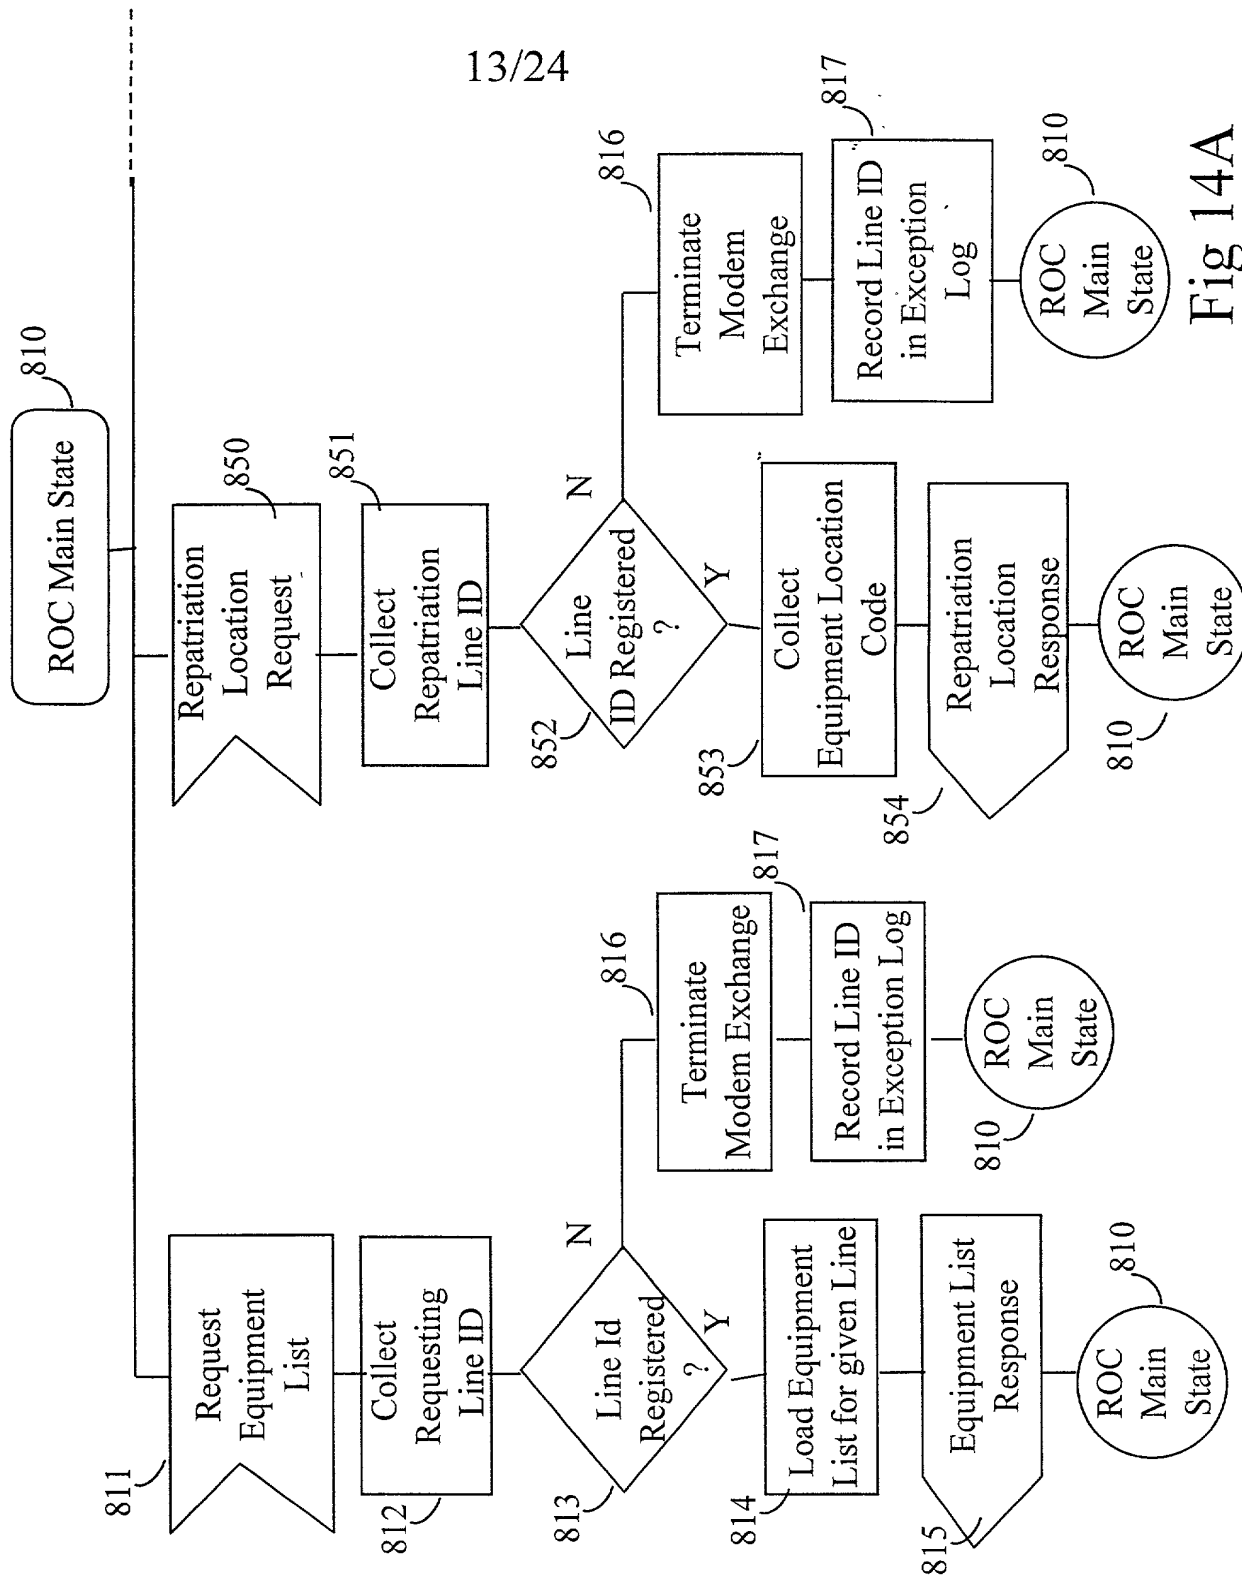 13/24
ROC Main State
810
Request
Equipment
List
811
Collect
Requesting
Line ID
812
Line Id
Registered
?
813
N
Y
Terminate
Modem Exchange
816
Record Line ID
in Exception Log
817
ROC
Main
State
810
Load Equipment
List for given Line
814
Equipment List
Response
815
ROC
Main
State
810
Repatriation
Location
Request
850
Collect
Repatriation
Line ID
851
Line
ID Registered
?
852
N
Y
Terminate
Modem
Exchange
816
Record Line ID
in Exception
Log
817
ROC
Main
State
810
Collect
Equipment Location
Code
853
Repatriation
Location
Response
854
ROC
Main
State
810
Fig 14A